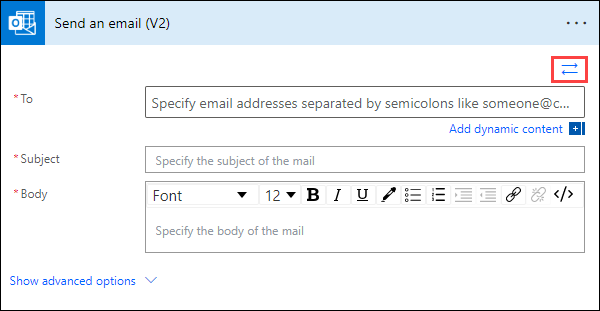 Send an email (V2)
* To
Specify email addresses separated by semicolons like someone@c...
Add dynamic content
* Subject
Specify the subject of the mail
* Body
Font 12 B I U </>
Specify the body of the mail
Show advanced options